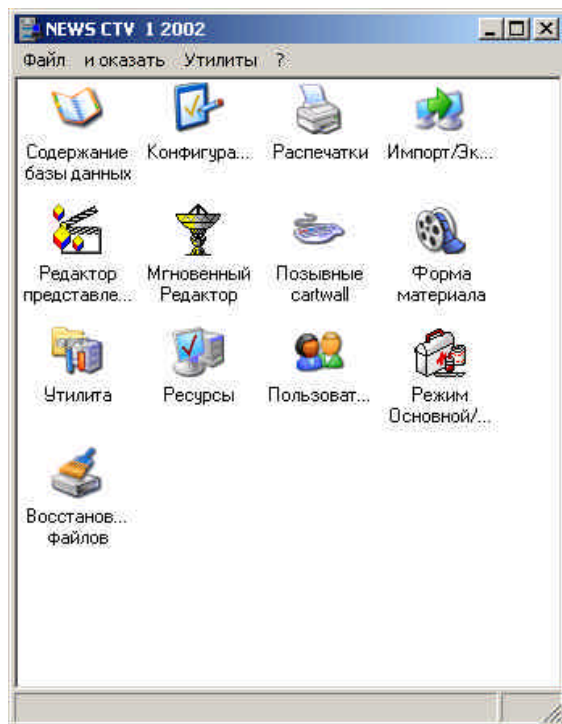 NEWS CTV 1 2002
Файл и оказать Утилиты ?
Содержание Конфигура... Распечатки Импорт/Эк...
базы данных
Редактор Мгновенный Позывные Форма
представле... Редактор cartwall материала
Утилита Ресурсы Пользоват... Режим
Основной/...
Восстанов...
файлов